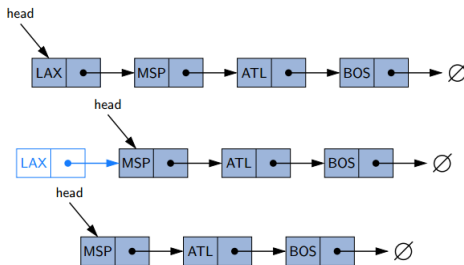 head
LAX MSP ATL BOS ∅
head
LAX MSP ATL BOS ∅
head
MSP ATL BOS ∅